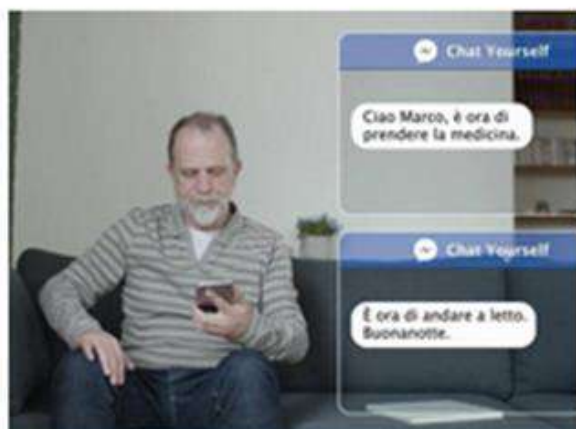 Chat Yourself
Ciao Marco, è ora di
prendere la medicina.
Chat Yourself
È ora di andare a letto.
Buonanotte.